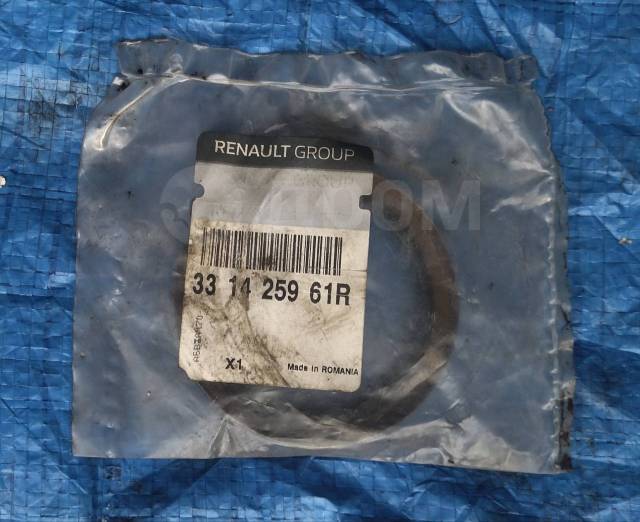 RENAULT GROUP
33 14 259 61R
X1
Made in ROMANIA